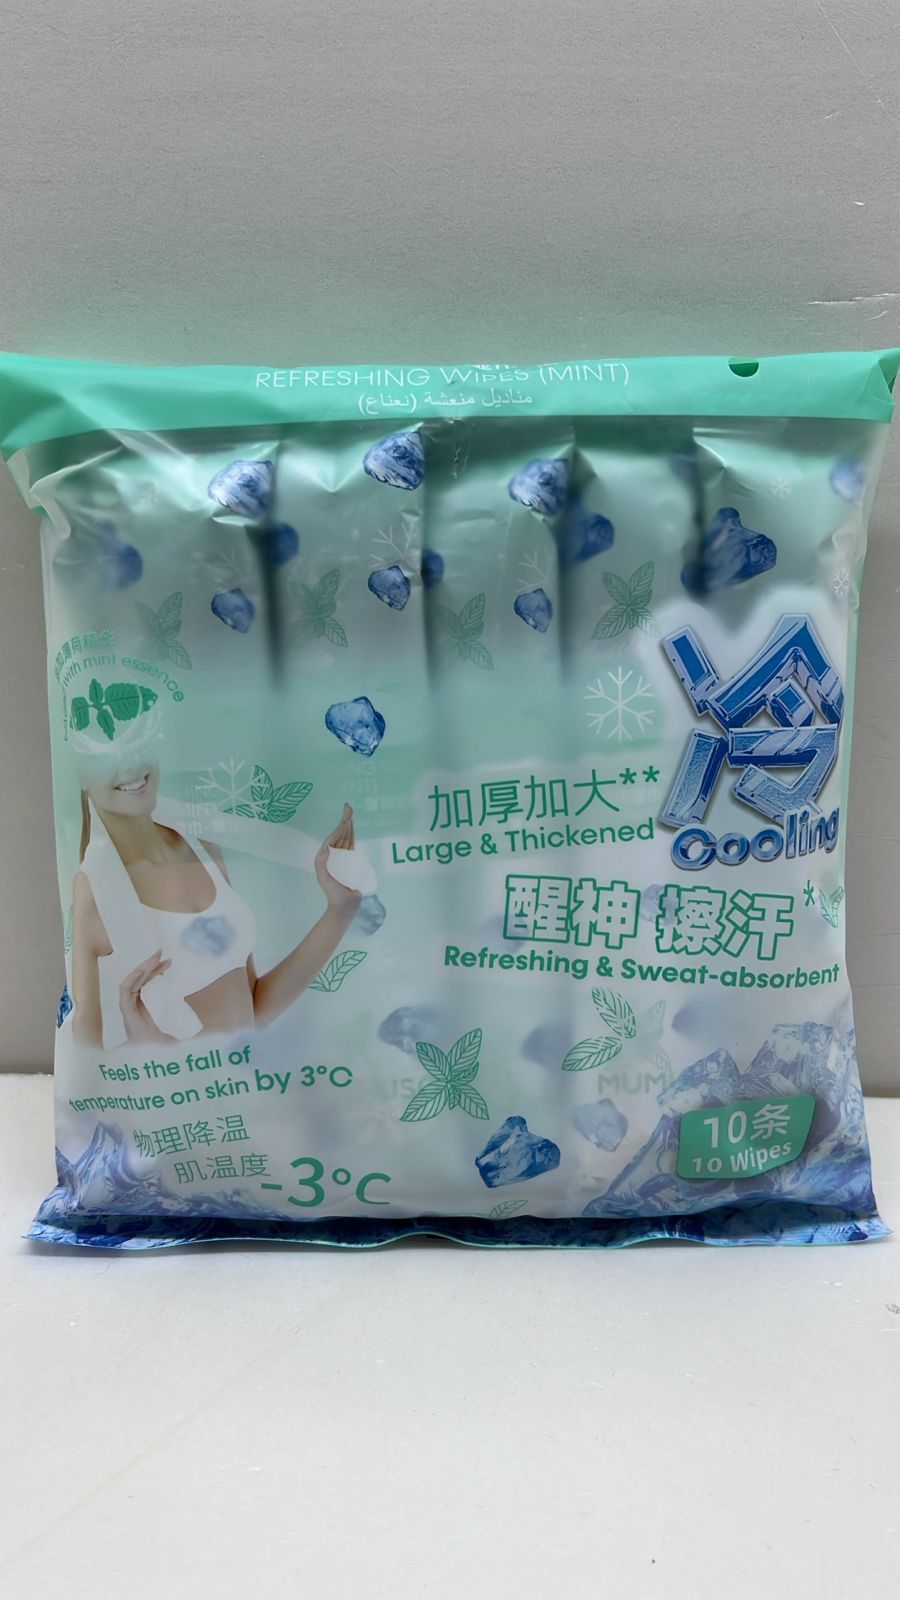 REFRESHING WIPES (MINT)
مناديل منعشة (نعناع)
with mint essence
冷
Cooling
加厚加大**
Large & Thickened
醒神 擦汗*
Refreshing & Sweat-absorbent
Feels the fall of
temperature on skin by 3°C
物理降温
肌温度-3°C
10条
10 Wipes